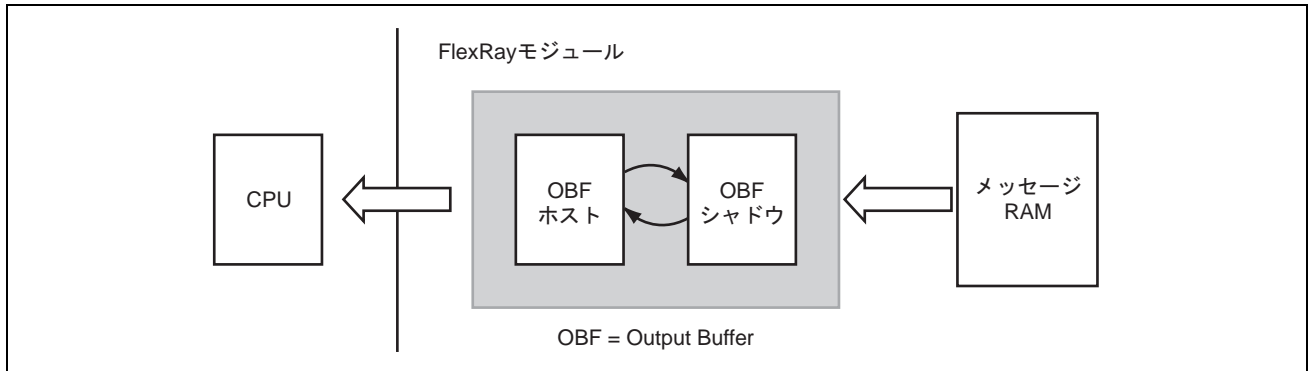 FlexRayモジュール
CPU
OBF
ホスト
OBF
シャドウ
メッセージ
RAM
OBF = Output Buffer